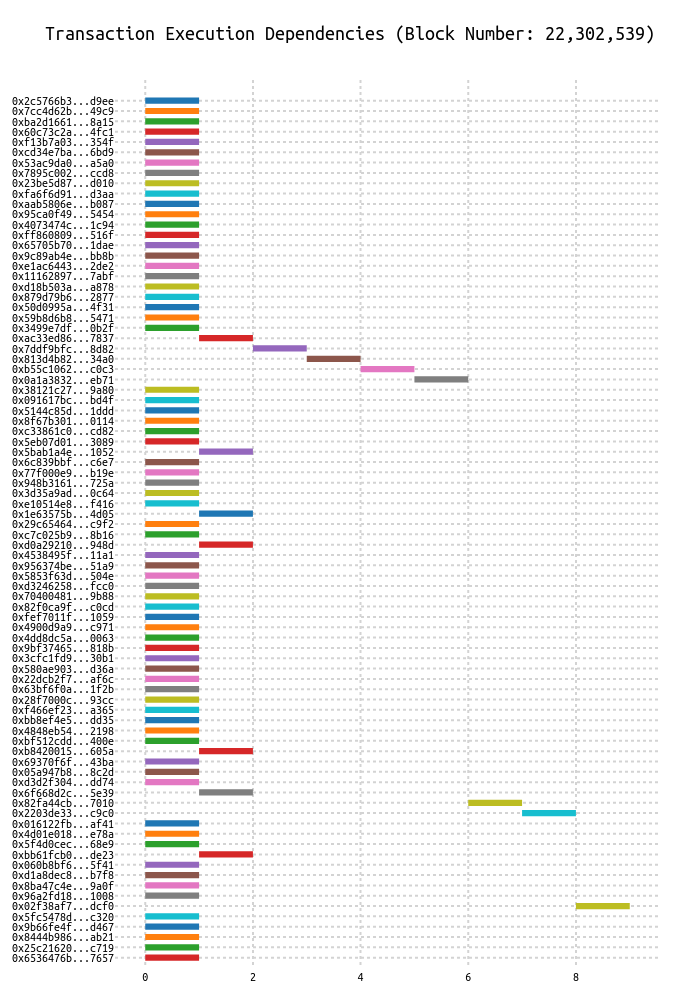 Transaction Execution Dependencies (Block Number: 22,302,539)
0x2c5766b3...d9ee
0x7cc4d62b...49c9
0xba2d1661...8a15
0x60c73c2a...4fc1
0xf13b7a03...354f
0xcd34e7ba...6bd9
0x53ac9da0...a5a0
0x7895c002...ccd8
0x23be5d87...d010
0xfa6f6d91...d3aa
0xaab5806e...b087
0x95ca0f49...5454
0x4073474c...1c94
0xff860809...516f
0x65705b70...1dae
0x9c89ab4e...bb8b
0xe1ac6443...2de2
0x11162897...7abf
0xd18b503a...a878
0x879d79b6...2877
0x50d0995a...4f31
0x59b8d6b8...5471
0x3499e7df...0b2f
0xac33ed86...7837
0x7ddf9bfc...8d82
0x813d4b82...34a0
0xb55c1062...c0c3
0x0a1a3832...eb71
0x38121c27...9a80
0x091617bc...bd4f
0x5144c85d...1ddd
0x8f67b301...0114
0xc33861c0...cd82
0x5eb07d01...3089
0x5bab1a4e...1052
0x6c839bbf...c6e7
0x77f000e9...b19e
0x948b3161...725a
0x3d35a9ad...0c64
0xe10514e8...f416
0x1e63575b...4d05
0x29c65464...c9f2
0xc7c025b9...8b16
0xd0a29210...948d
0x4538495f...11a1
0x956374be...51a9
0x5853f63d...504e
0xd3246258...fcc0
0x70400481...9b88
0x82f0ca9f...c0cd
0xfef7011f...1059
0x4900d9a9...c971
0x4dd8dc5a...0063
0x9bf37465...818b
0x3cfc1fd9...30b1
0x580ae903...d36a
0x22dcb2f7...af6c
0x63bf6f0a...1f2b
0x28f7000c...93cc
0xf466ef23...a365
0xbb8ef4e5...dd35
0x4848eb54...2198
0xbf512cdd...400e
0xb8420015...605a
0x69370f6f...43ba
0x05a947b8...8c2d
0xd3d2f304...dd74
0x6f668d2c...5e39
0x82fa44cb...7010
0x2203de33...c9c0
0x016122fb...af41
0x4d01e018...e78a
0x5f4d0cec...68e9
0xbb61fcb0...de23
0x060b8bf6...5f41
0xd1a8dec8...b7f8
0x8ba47c4e...9a0f
0x96a2fd18...1008
0x02f38af7...dcf0
0x5fc5478d...c320
0x9b66fe4f...d467
0x8444b986...ab21
0x25c21620...c719
0x6536476b...7657
0 2 4 6 8